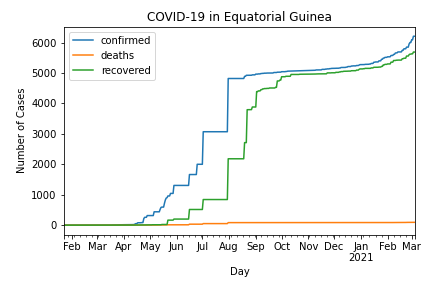 COVID-19 in Equatorial Guinea
confirmed
deaths
recovered
Number of Cases
6000
5000
4000
3000
2000
1000
0
Feb Mar Apr May Jun Jul Aug Sep Oct Nov Dec Jan Feb Mar
2021
Day